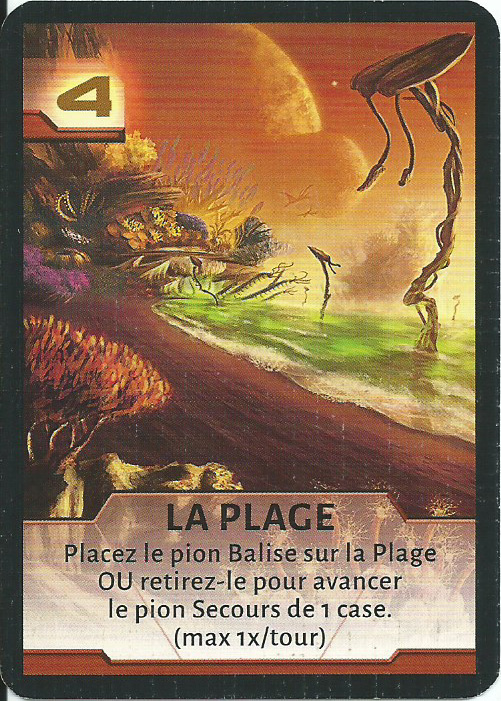 4
LA PLAGE
Placez le pion Balise sur la Plage
OU retirez-le pour avancer
le pion Secours de 1 case.
(max 1x/tour)